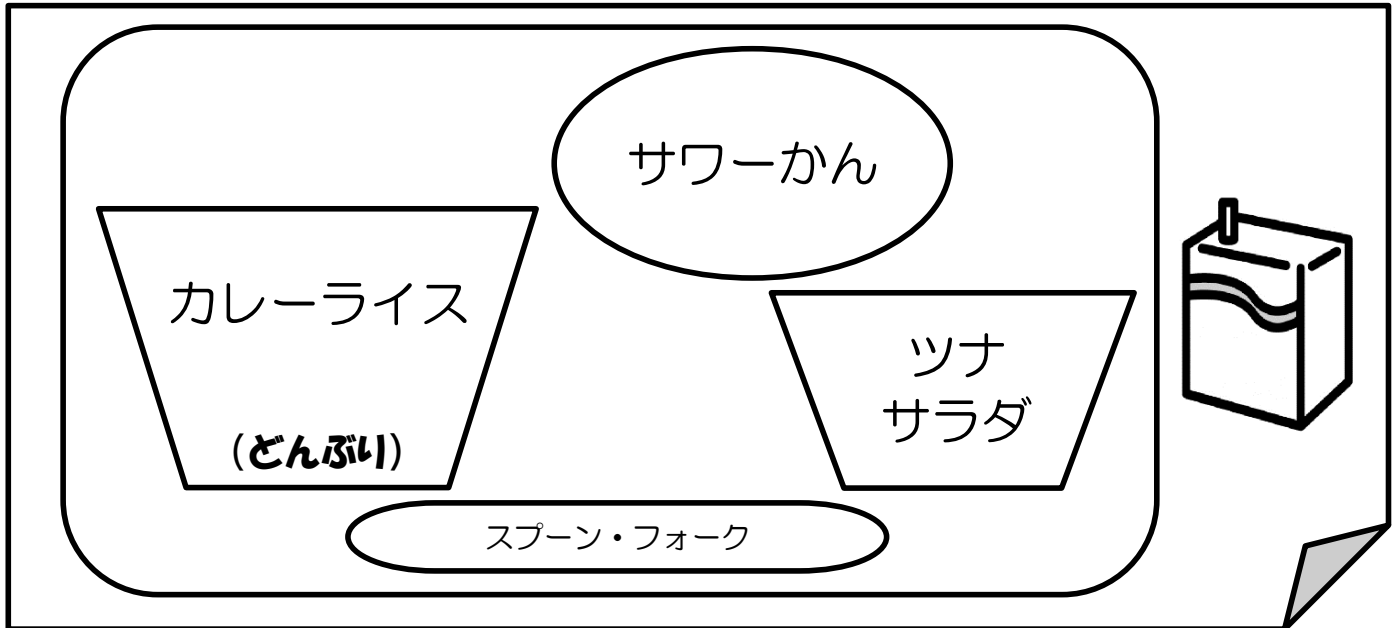 サワーかん
カレーライス
(どんぶり)
ツナ
サラダ
スプーン・フォーク